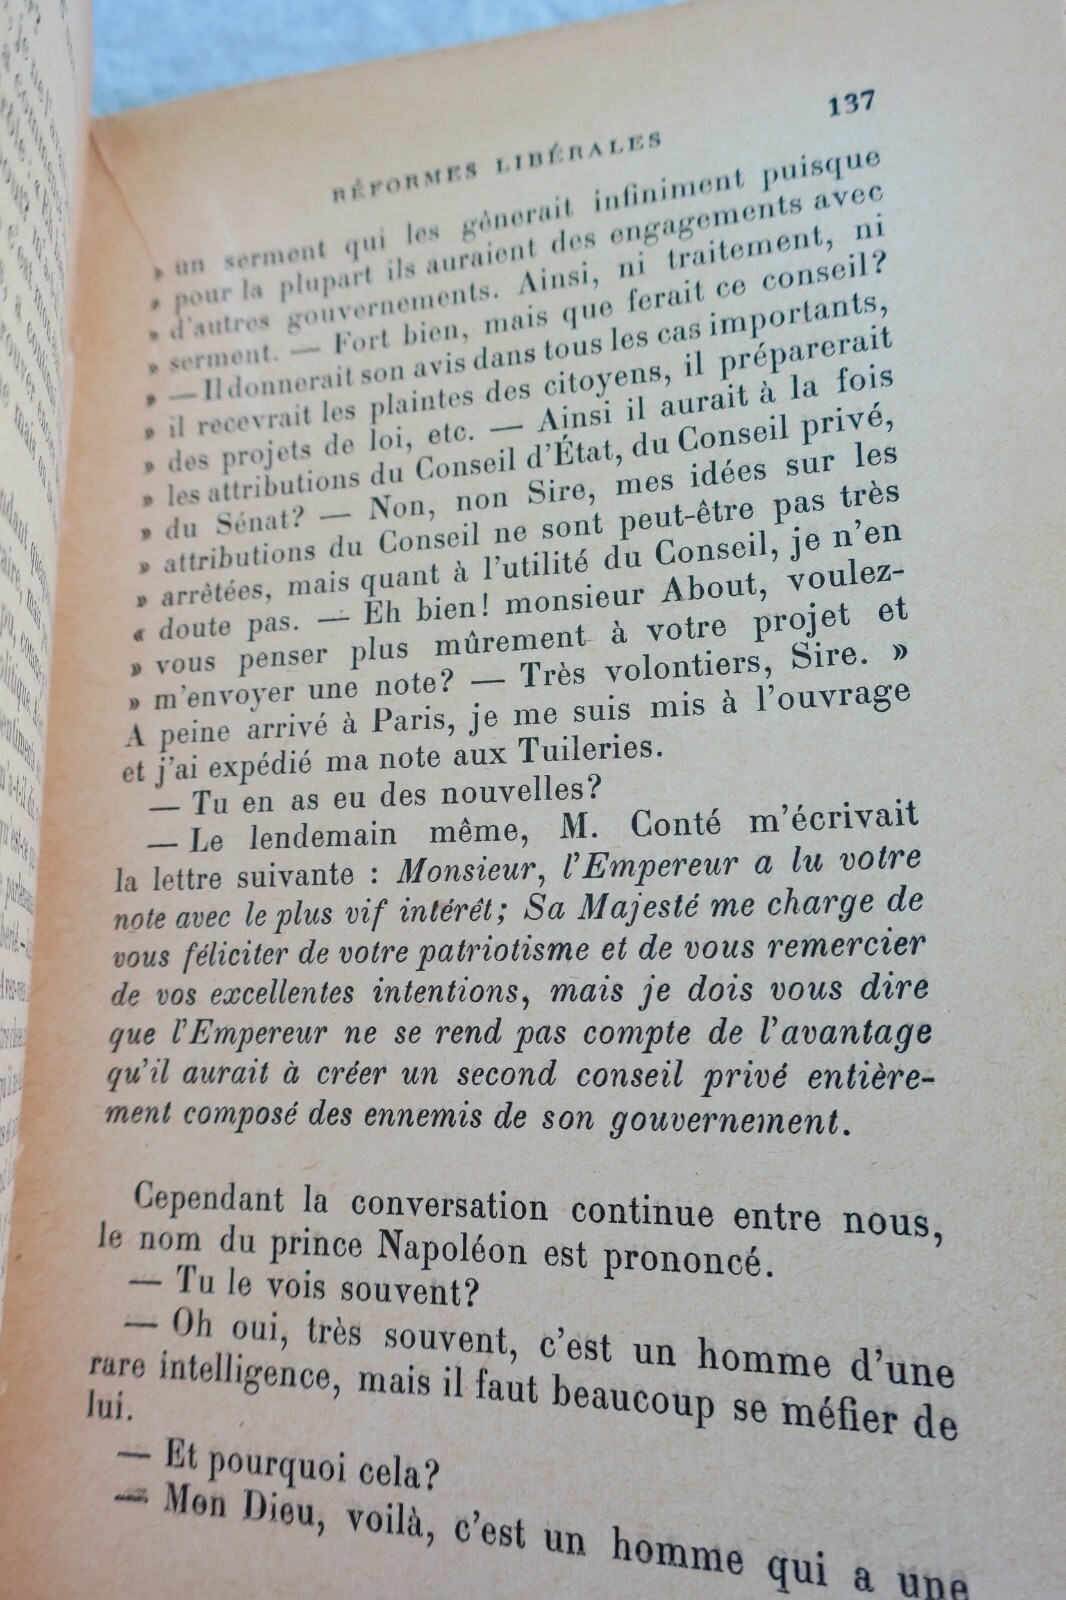 137
RÉFORMES LIBÉRALES
» un serment qui les gênerait infiniment puisque
» pour la plupart ils auraient des engagements avec
» d'autres gouvernements. Ainsi, ni traitement, ni
» serment. — Fort bien, mais que ferait ce conseil?
» — Il donnerait son avis dans tous les cas importants,
» il recevrait les plaintes des citoyens, il préparerait
» des projets de loi, etc. — Ainsi il aurait à la fois
» les attributions du Conseil d'État, du Conseil privé,
» du Sénat? — Non, non Sire, mes idées sur les
» attributions du Conseil ne sont peut-être pas très
» arrêtées, mais quant à l'utilité du Conseil, je n'en
« doute pas. — Eh bien! monsieur About, voulez-
» vous penser plus mûrement à votre projet et
» m'envoyer une note? — Très volontiers, Sire. »
A peine arrivé à Paris, je me suis mis à l'ouvrage
et j'ai expédié ma note aux Tuileries.
— Tu en as eu des nouvelles?
— Le lendemain même, M. Conté m'écrivait
la lettre suivante : Monsieur, l'Empereur a lu votre
note avec le plus vif intérêt; Sa Majesté me charge de
vous féliciter de votre patriotisme et de vous remercier
de vos excellentes intentions, mais je dois vous dire
que l'Empereur ne se rend pas compte de l'avantage
qu'il aurait à créer un second conseil privé entière-
ment composé des ennemis de son gouvernement.
Cependant la conversation continue entre nous,
le nom du prince Napoléon est prononcé.
— Tu le vois souvent?
— Oh oui, très souvent, c'est un homme d'une
rare intelligence, mais il faut beaucoup se méfier de
lui.
— Et pourquoi cela?
— Mon Dieu, voilà, c'est un homme qui a une